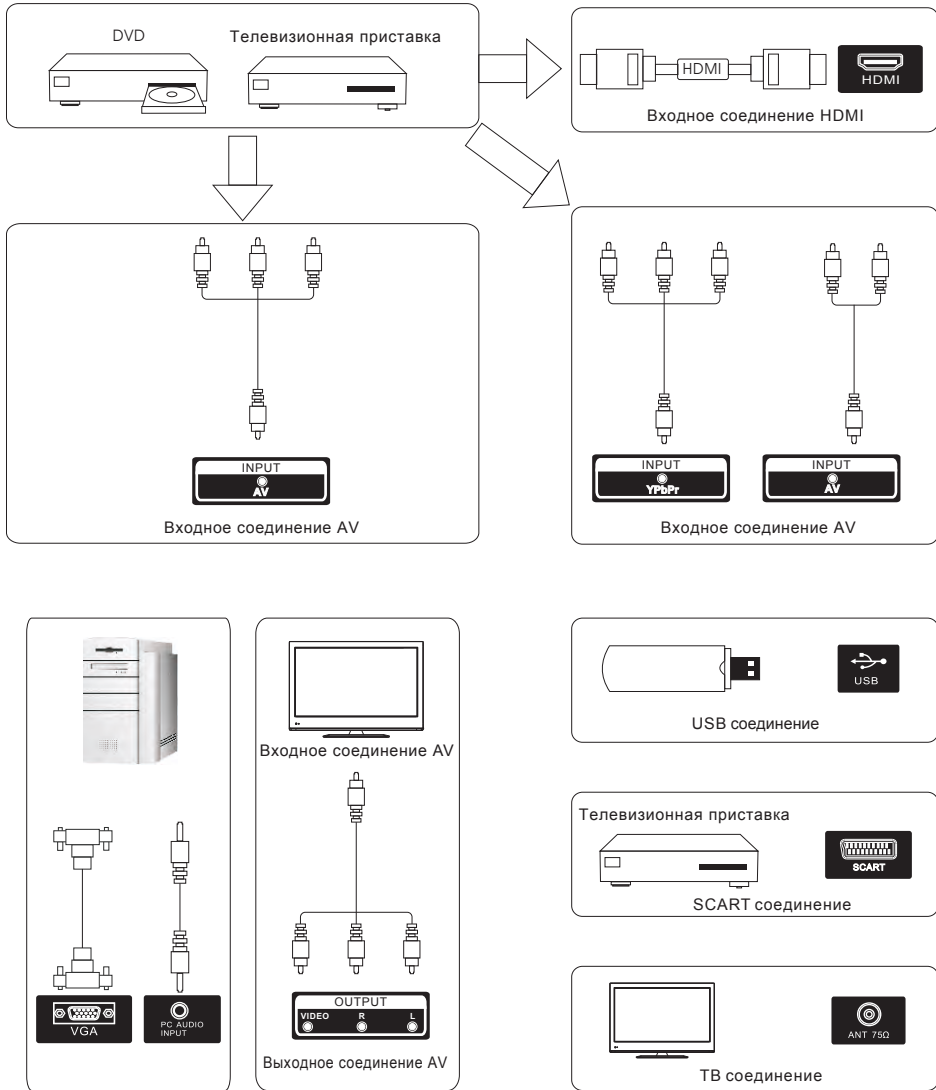 DVD
Телевизионная приставка
HDMI
HDMI
Входное соединение HDMI
INPUT
AV
Входное соединение AV
INPUT
YPbPr
INPUT
AV
Входное соединение AV
VGA
PC AUDIO
INPUT
Входное соединение AV
OUTPUT
VIDEO R L
Выходное соединение AV
USB
USB соединение
Телевизионная приставка
SCART
SCART соединение
ANT 75Ω
ТВ соединение